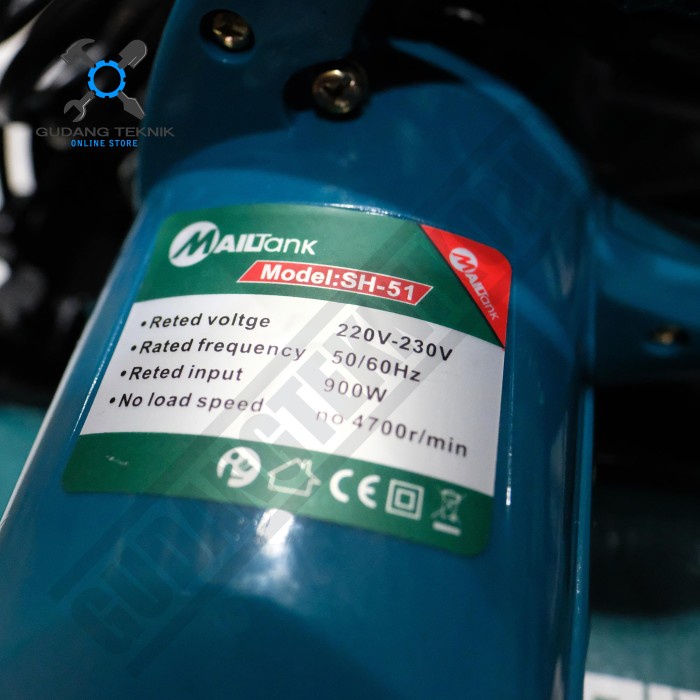 GUDANG TEKNIK
ONLINE STORE
MAILTank
MAILTank
Model:SH-51
•Reted voltge 220V-230V
•Rated frequency 50/60Hz
•Reted input 900W
•No load speed no 4700r/min
CE